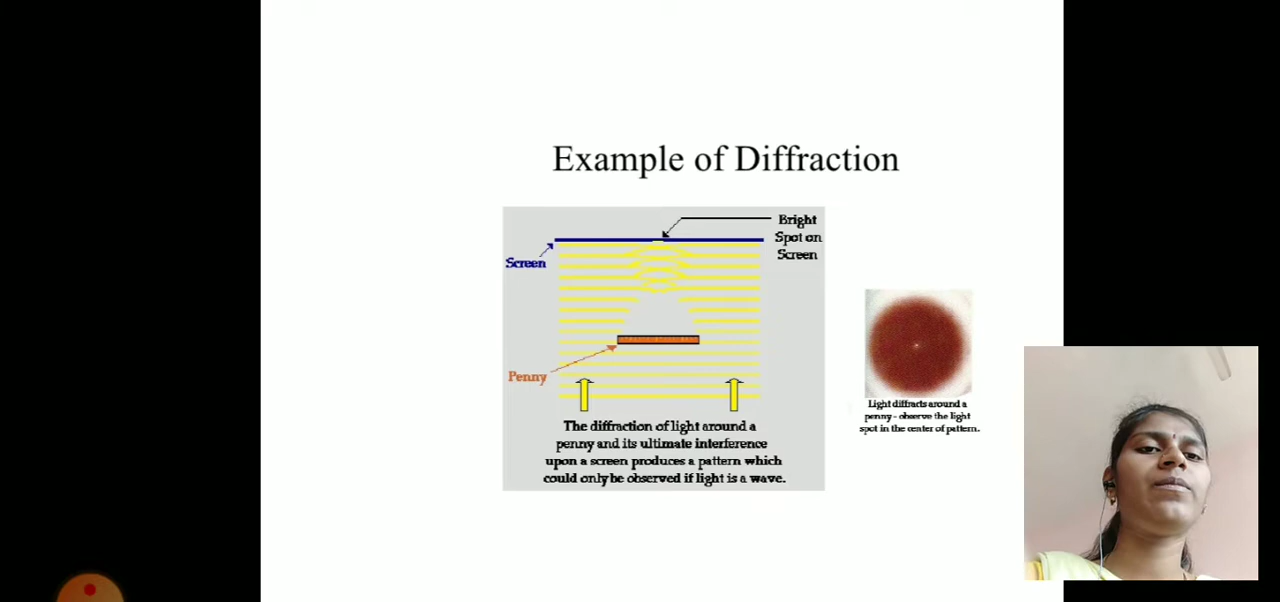 Example of Diffraction
Bright
Spot on
Screen
Screen
Penny
The diffraction of light around a
penny and its ultimate interference
upon a screen produces a pattern which
could only be observed if light is a wave.
Light diffracts around a
penny - observe the light
spot in the center of pattern.